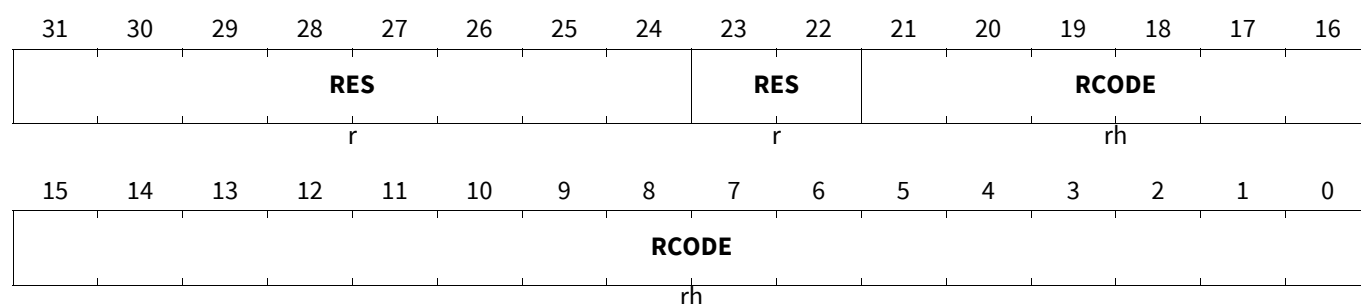 31 30 29 28 27 26 25 24 23 22 21 20 19 18 17 16
RES RES RCODE
r r rh
15 14 13 12 11 10 9 8 7 6 5 4 3 2 1 0
RCODE
rh